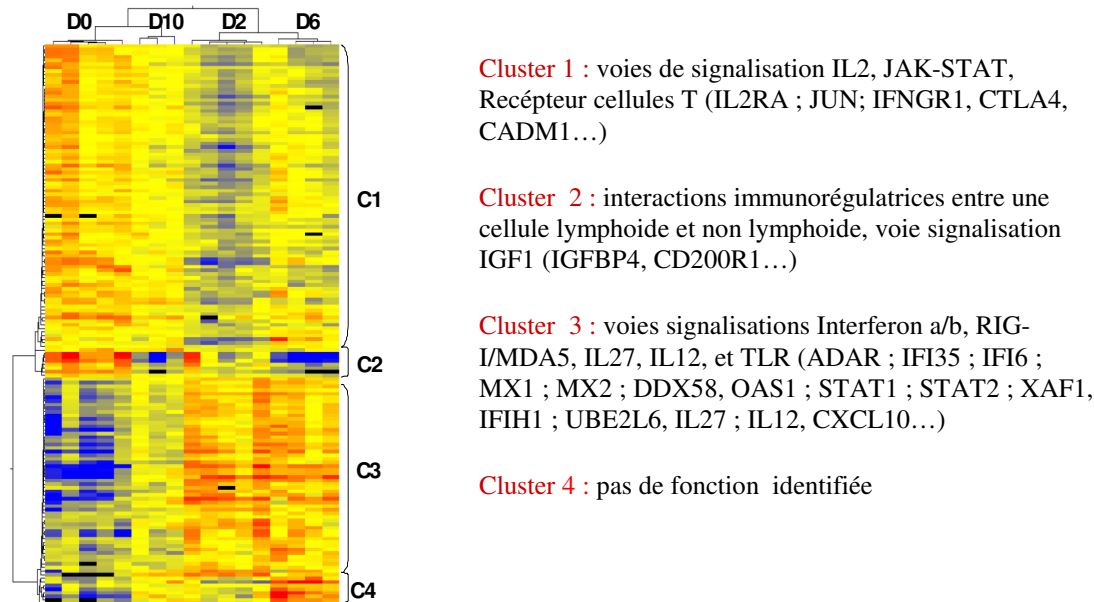 D0 D10 D2 D6
C1
C2
C3
C4
Cluster 1 : voies de signalisation IL2, JAK-STAT,
Recépteur cellules T (IL2RA ; JUN; IFNGR1, CTLA4,
CADM1…)
Cluster 2 : interactions immunorégulatrices entre une
cellule lymphoide et non lymphoide, voie signalisation
IGF1 (IGFBP4, CD200R1…)
Cluster 3 : voies signalisations Interferon a/b, RIG-
I/MDA5, IL27, IL12, et TLR (ADAR ; IFI35 ; IFI6 ;
MX1 ; MX2 ; DDX58, OAS1 ; STAT1 ; STAT2 ; XAF1,
IFIH1 ; UBE2L6, IL27 ; IL12, CXCL10…)
Cluster 4 : pas de fonction identifiée